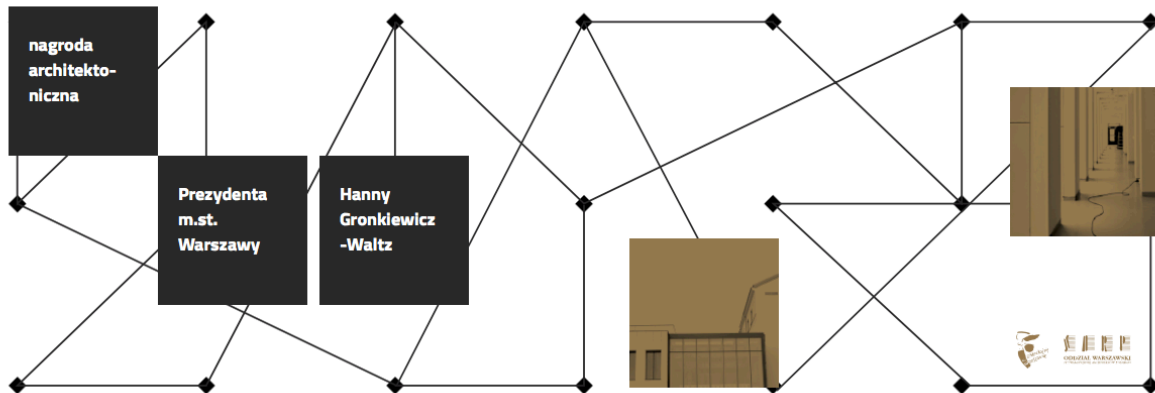 nagroda
architekto-
niczna
Prezydenta
m.st.
Warszawy
Hanny
Gronkiewicz
-Waltz
ODDZIAŁ WARSZAWSKI